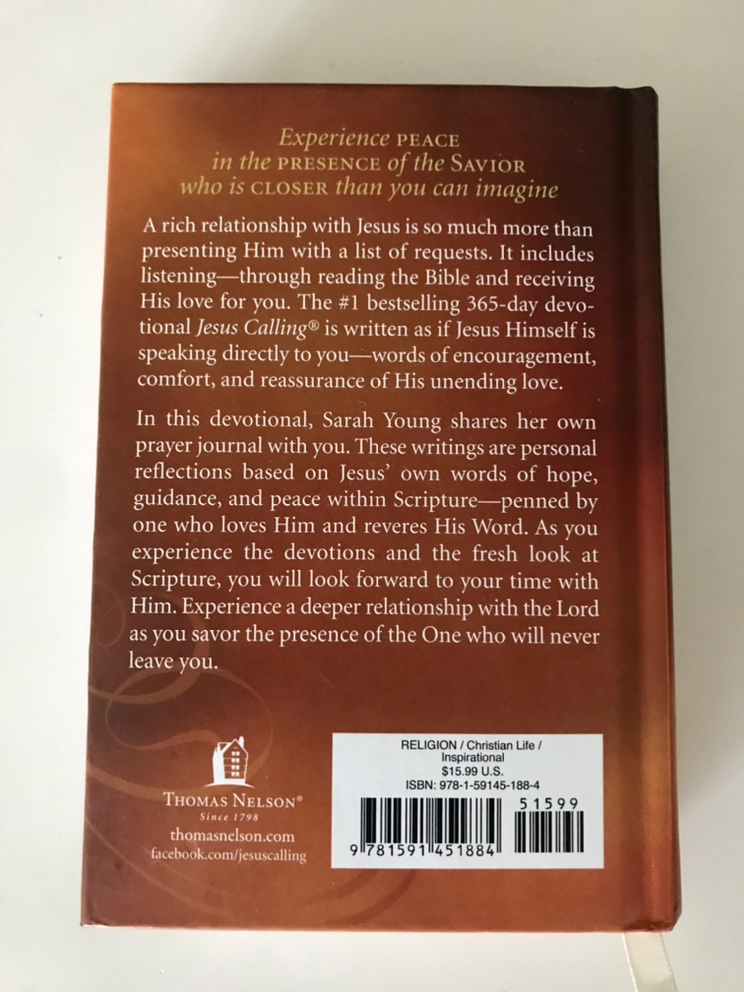 Experience PEACE
in the PRESENCE of the SAVIOR
who is CLOSER than you can imagine
A rich relationship with Jesus is so much more than
presenting Him with a list of requests. It includes
listening—through reading the Bible and receiving
His love for you. The #1 bestselling 365-day devo-
tional Jesus Calling® is written as if Jesus Himself is
speaking directly to you—words of encouragement,
comfort, and reassurance of His unending love.
In this devotional, Sarah Young shares her own
prayer journal with you. These writings are personal
reflections based on Jesus’ own words of hope,
guidance, and peace within Scripture—penned by
one who loves Him and reveres His Word. As you
experience the devotions and the fresh look at
Scripture, you will look forward to your time with
Him. Experience a deeper relationship with the Lord
as you savor the presence of the One who will never
leave you.
THOMAS NELSON®
Since 1798
thomasnelson.com
facebook.com/jesuscalling
RELIGION / Christian Life /
Inspirational
$15.99 U.S.
ISBN: 978-1-59145-188-4
51599
9 781591 451884